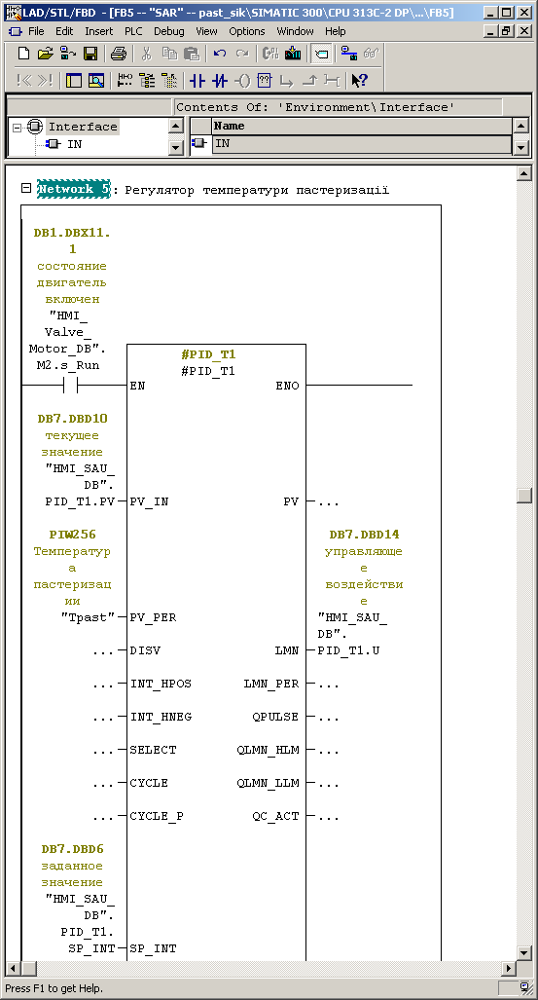 LAD/STL/FBD - [FB5 -- "SAR" -- past_sik\SIMATIC 300\CPU 313C-2 DP\...\FB5]
File Edit Insert PLC Debug View Options Window Help
Contents Of: 'Environment\Interface'
Interface
IN
Name
IN
Network 5: Регулятор температури пастеризації
DB1.DBX11.
1
состояние
двигатель
включен
"HMI_
Valve_
Motor_DB".
M2.s_Run
#PID_T1
#PID_T1
EN ENO
DB7.DBD10
текущее
значение
"HMI_SAU_
DB".
PID_T1.PV PV_IN PV ...
PIW256
Температур
а
пастеризац
ии
"Tpast" PV_PER
DB7.DBD14
управляюще
е
воздействи
е
"HMI_SAU_
DB".
PID_T1.U
... DISV LMN
... INT_HPOS LMN_PER ...
... INT_HNEG QPULSE ...
... SELECT QLMN_HLM ...
... CYCLE QLMN_LLM ...
... CYCLE_P QC_ACT ...
DB7.DBD6
заданное
значение
"HMI_SAU_
DB".
PID_T1.
SP_INT SP_INT
Press F1 to get Help.